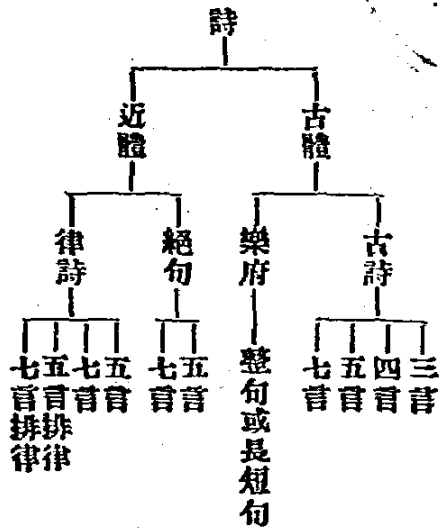 詩
古體
近體
古詩
樂府
絕句
律詩
三言
四言
五言
七言
整句或長短句
五言
七言
五言
七言
五言排律
七言排律